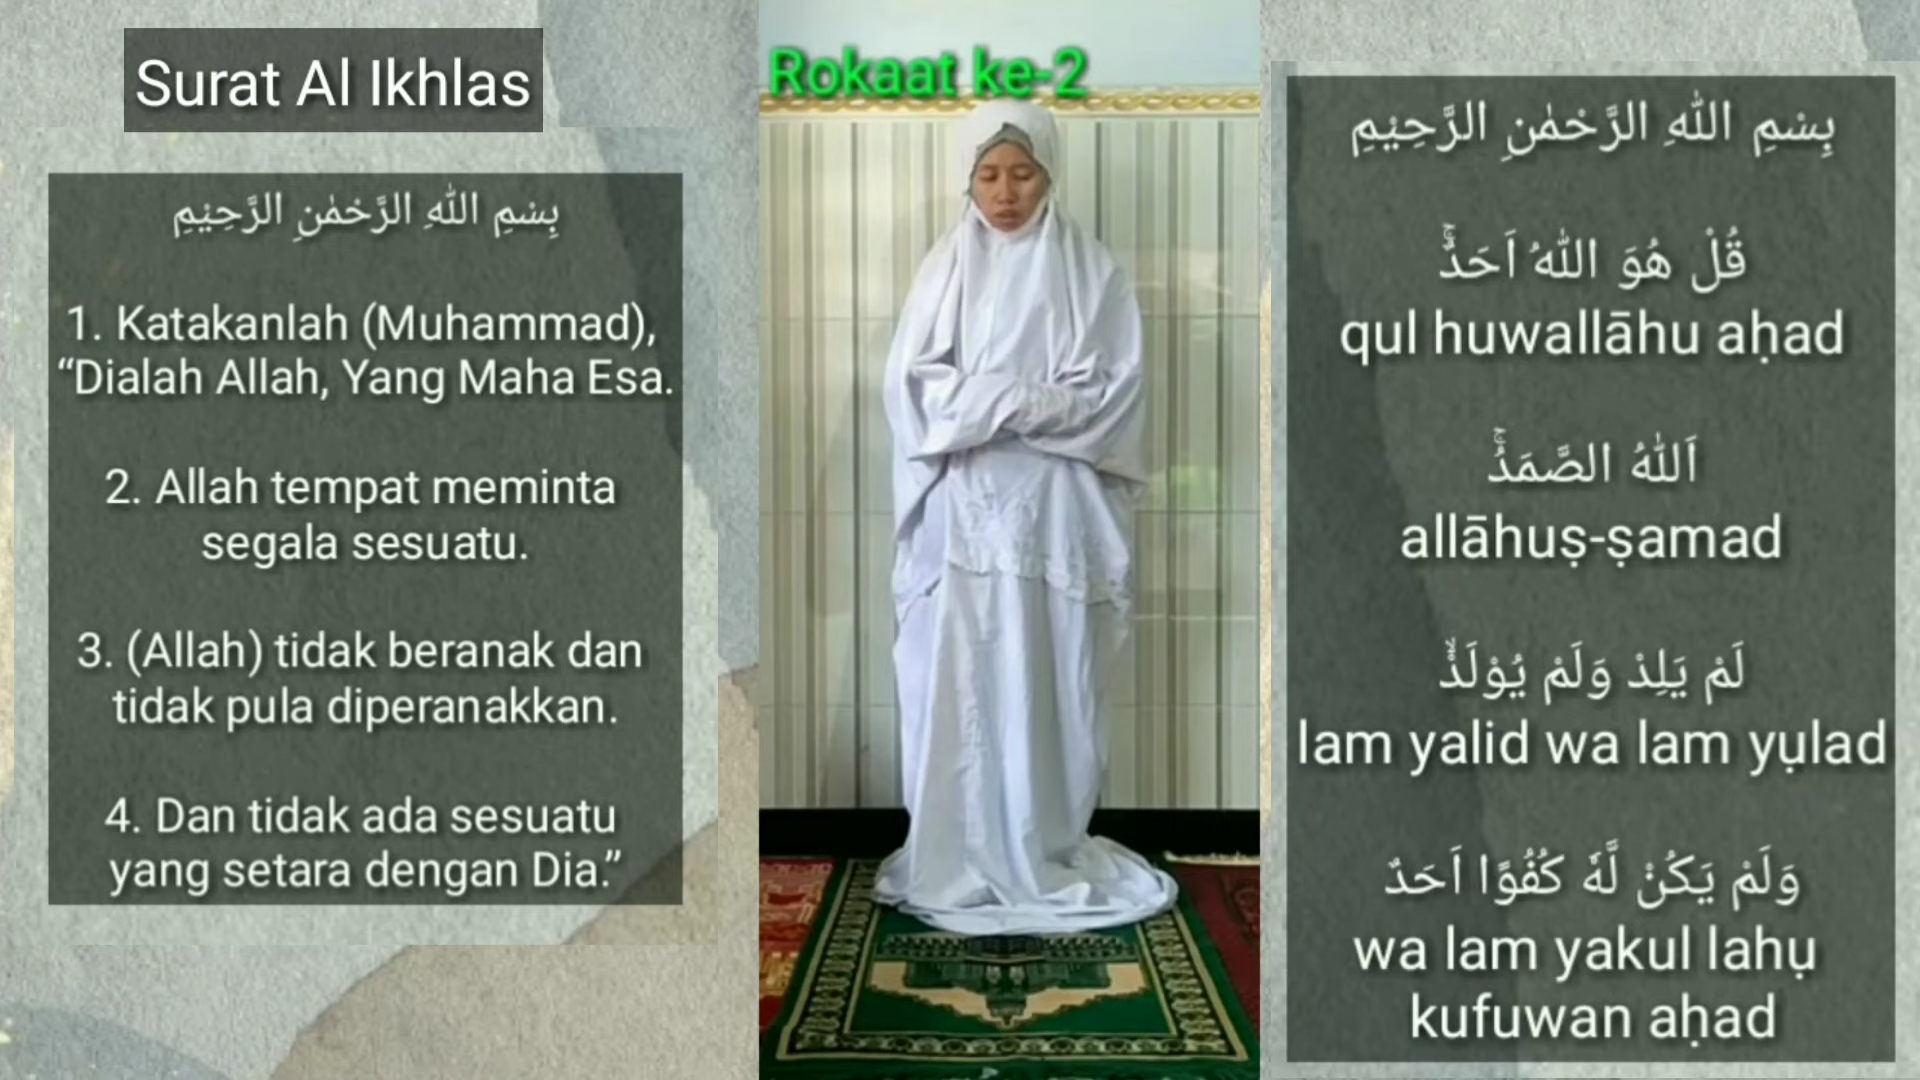 Surat Al Ikhlas
بِسْمِ اللّٰهِ الرَّحْمٰنِ الرَّحِيْمِ
1. Katakanlah (Muhammad),
“Dialah Allah, Yang Maha Esa.
2. Allah tempat meminta
segala sesuatu.
3. (Allah) tidak beranak dan
tidak pula diperanakkan.
4. Dan tidak ada sesuatu
yang setara dengan Dia.”
Rokaat ke-2
بِسْمِ اللّٰهِ الرَّحْمٰنِ الرَّحِيْمِ
قُلْ هُوَ اللّٰهُ اَحَدٌۚ
qul huwallāhu aḥad
اَللّٰهُ الصَّمَدُۚ
allāhuṣ-ṣamad
لَمْ يَلِدْ وَلَمْ يُوْلَدْۙ
lam yalid wa lam yụlad
وَلَمْ يَكُنْ لَّهٗ كُفُوًا اَحَدٌ
wa lam yakul lahụ
kufuwan aḥad